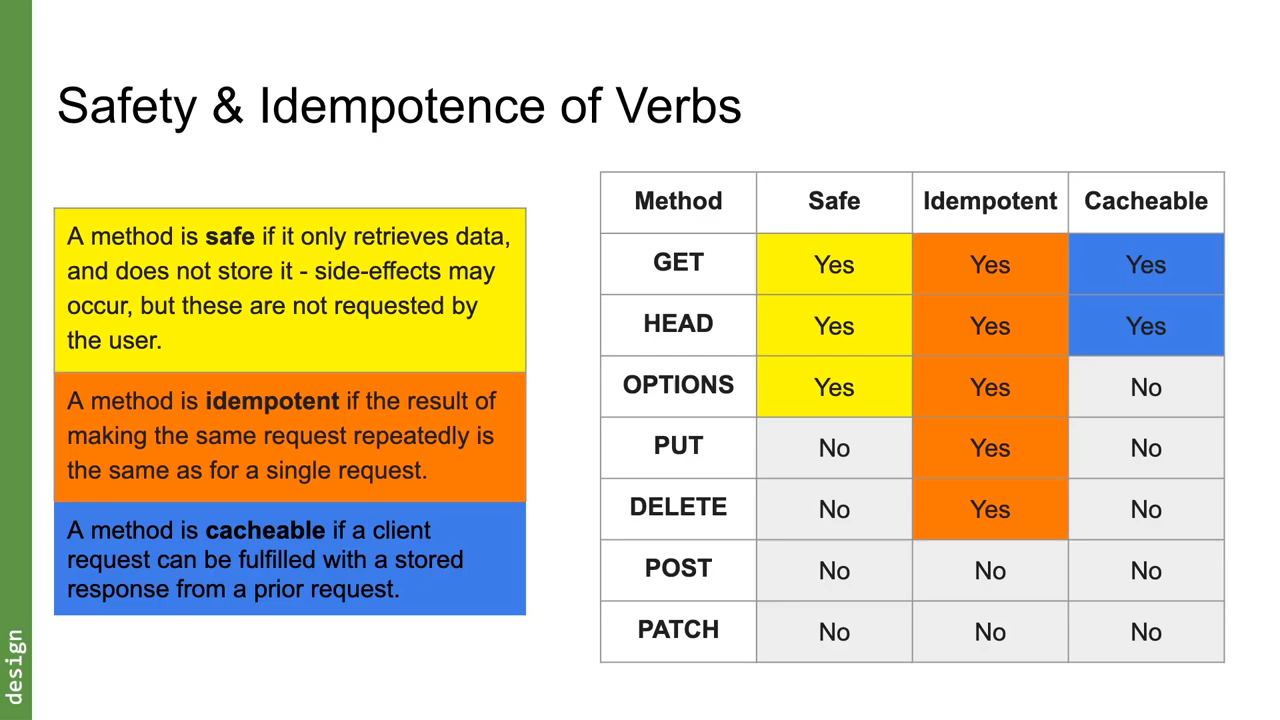 Safety & Idempotence of Verbs
A method is safe if it only retrieves data,
and does not store it - side-effects may
occur, but these are not requested by
the user.
A method is idempotent if the result of
making the same request repeatedly is
the same as for a single request.
A method is cacheable if a client
request can be fulfilled with a stored
response from a prior request.
Method Safe Idempotent Cacheable
GET Yes Yes Yes
HEAD Yes Yes Yes
OPTIONS Yes Yes No
PUT No Yes No
DELETE No Yes No
POST No No No
PATCH No No No
design